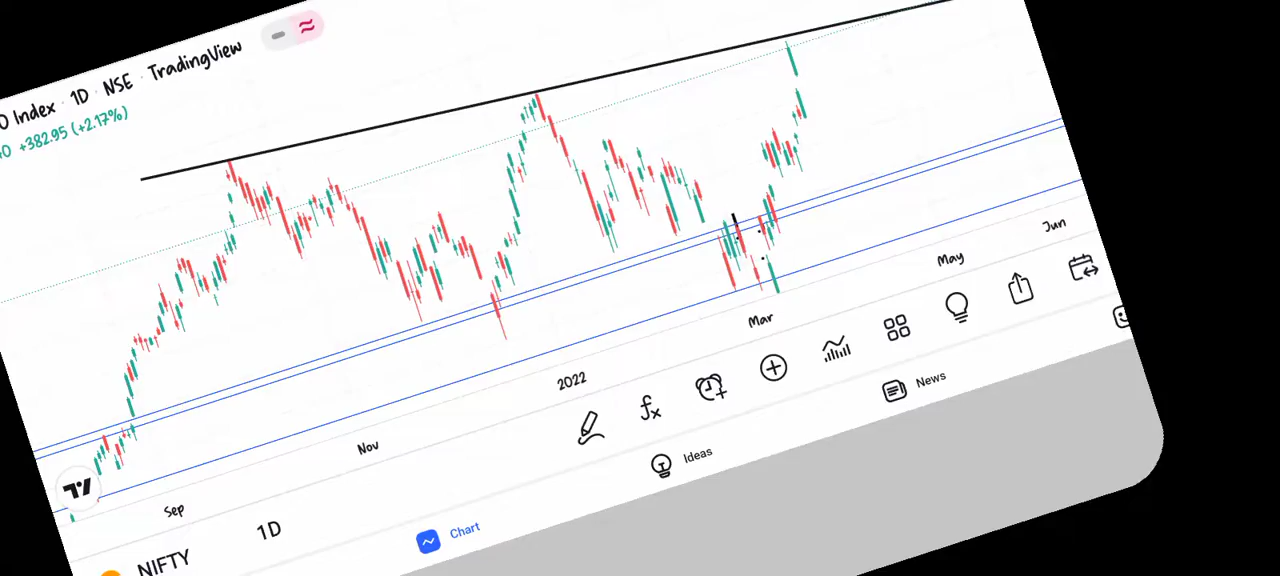 Index · 1D · NSE · TradingView
+382.95 (+2.17%)
Sep Nov 2022 Mar May Jun
NIFTY 1D
Chart Ideas News